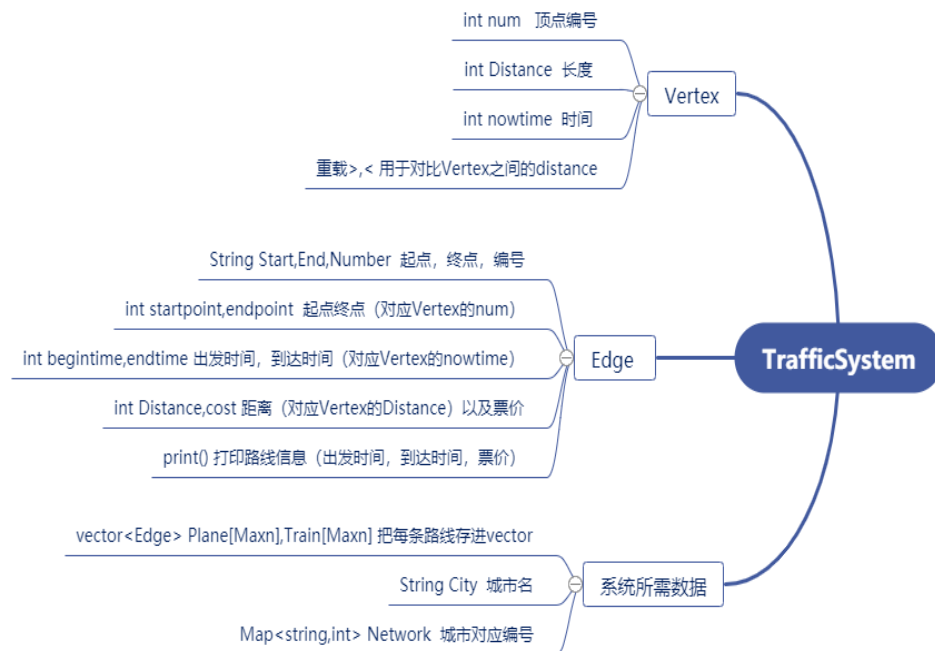 int num 顶点编号
int Distance 长度
int nowtime 时间
重载>,< 用于对比Vertex之间的distance
Vertex
String Start,End,Number 起点，终点，编号
int startpoint,endpoint 起点终点（对应Vertex的num）
int begintime,endtime 出发时间，到达时间（对应Vertex的nowtime）
int Distance,cost 距离（对应Vertex的Distance）以及票价
print() 打印路线信息（出发时间，到达时间，票价）
Edge
TrafficSystem
vector<Edge> Plane[Maxn],Train[Maxn] 把每条路线存进vector
String City 城市名
Map<string,int> Network 城市对应编号
系统所需数据